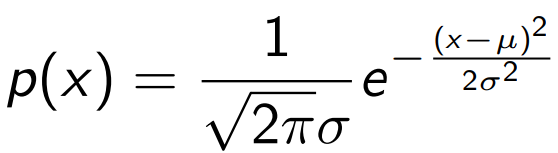 p(x) = \frac{1}{\sqrt{2\pi}\sigma} e^{-\frac{(x-\mu)^2}{2\sigma^2}}